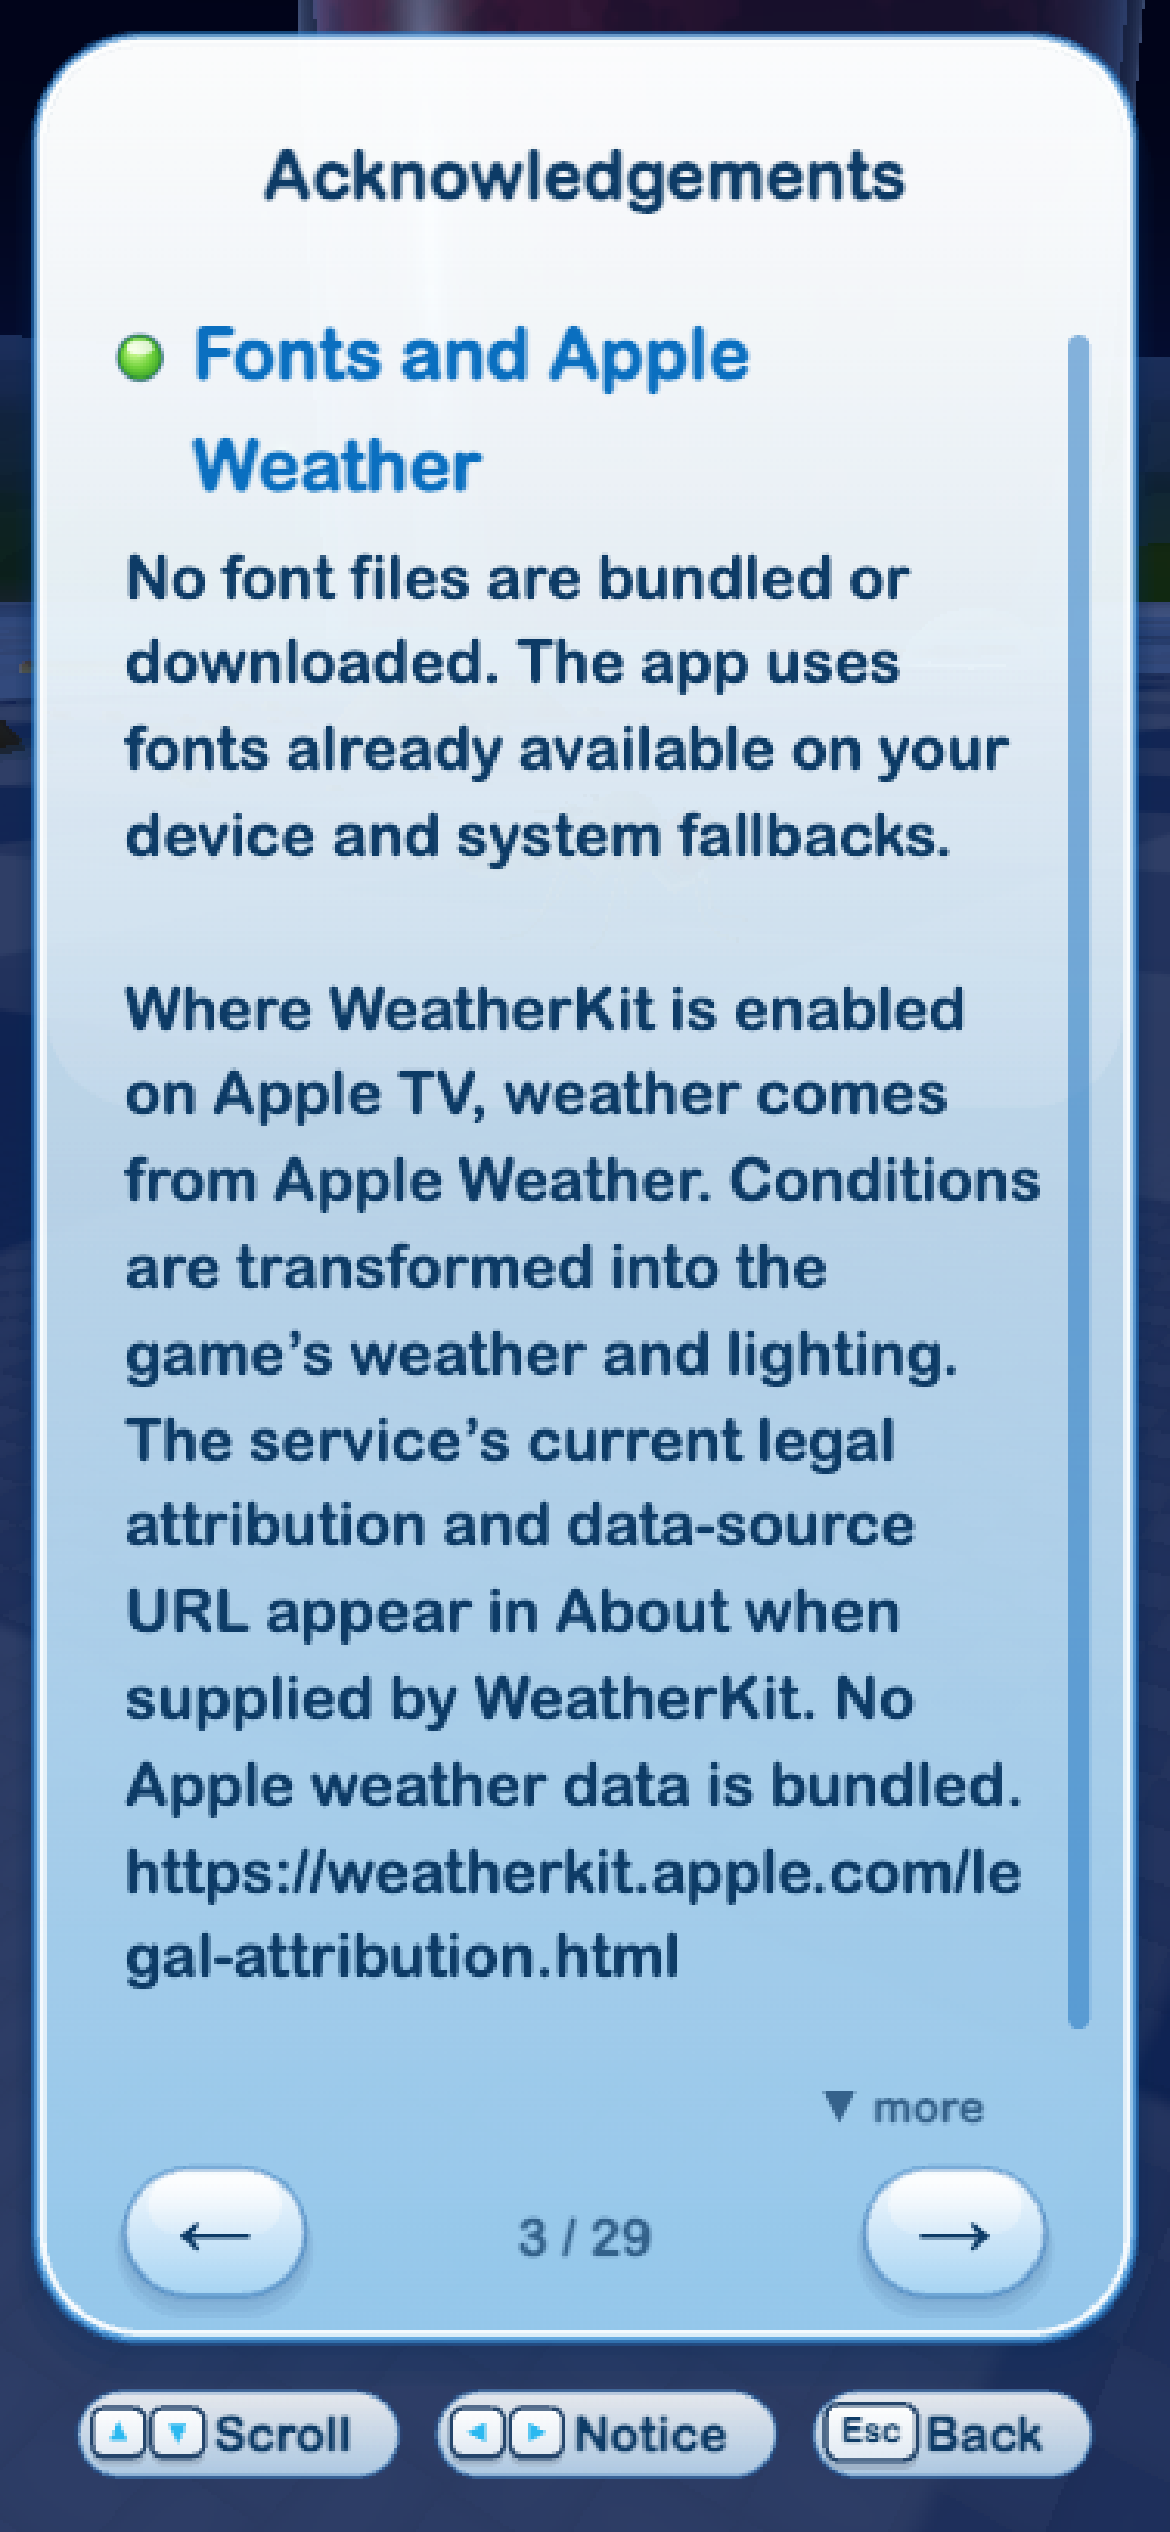 Acknowledgements
Fonts and Apple
Weather
No font files are bundled or
downloaded. The app uses
fonts already available on your
device and system fallbacks.
Where WeatherKit is enabled
on Apple TV, weather comes
from Apple Weather. Conditions
are transformed into the
game’s weather and lighting.
The service’s current legal
attribution and data-source
URL appear in About when
supplied by WeatherKit. No
Apple weather data is bundled.
https://weatherkit.apple.com/le
gal-attribution.html
▼ more
← 3 / 29 →
▲ ▼ Scroll ◄ ► Notice Esc Back